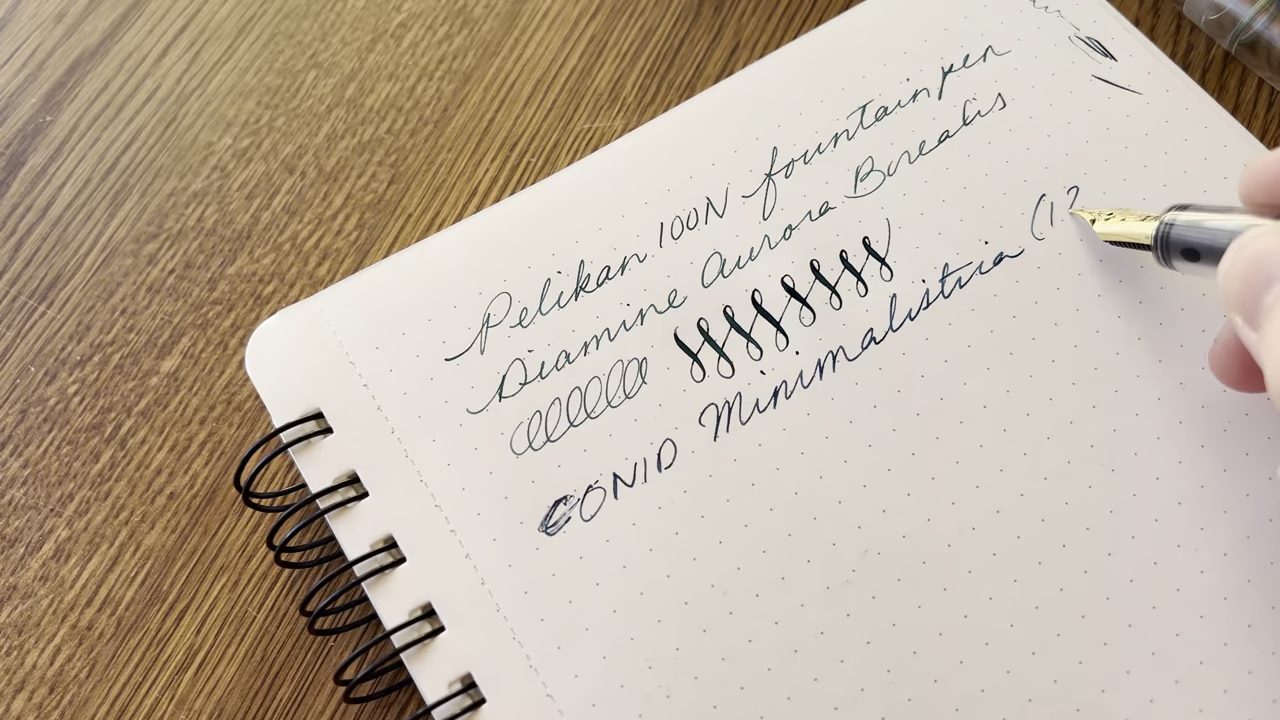 Pelikan 100N fountain pen
Diamine Aurora Borealis
CONID Minimalistica (1?